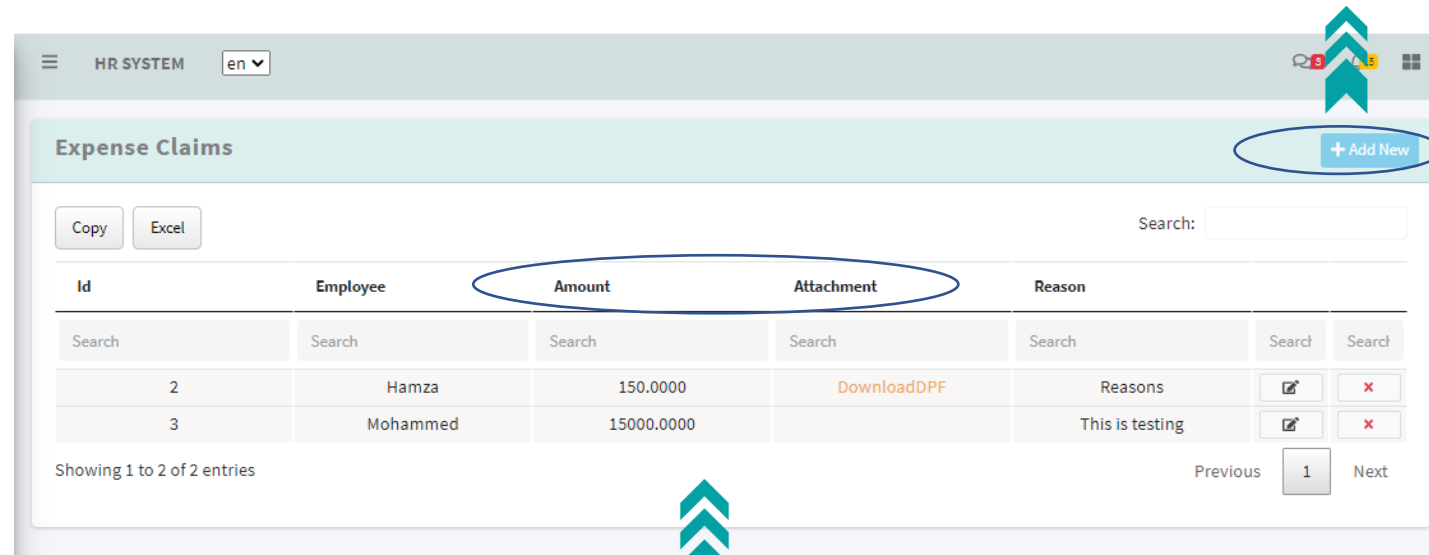 HR SYSTEM en 3
Expense Claims + Add New
Copy Excel Search:
Id Employee Amount Attachment Reason
Search Search Search Search Search Search Search
2 Hamza 150.0000 DownloadDPF Reasons
3 Mohammed 15000.0000 This is testing
Showing 1 to 2 of 2 entries Previous 1 Next